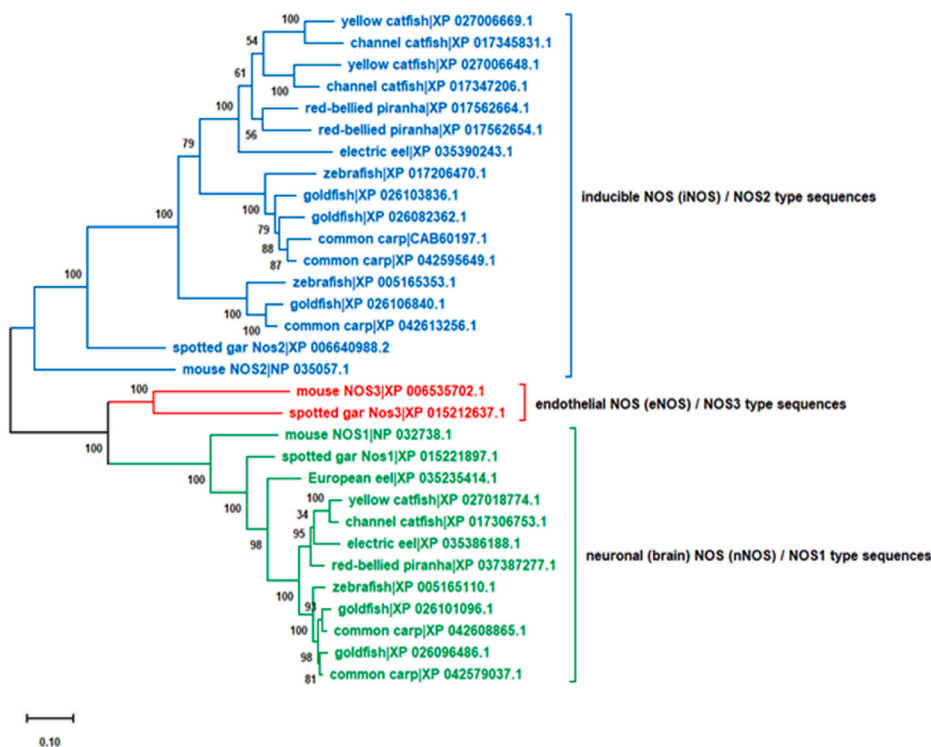 100
yellow catfish|XP 027006669.1
54
channel catfish|XP 017345831.1
61
yellow catfish|XP 027006648.1
100
channel catfish|XP 017347206.1
100
red-bellied piranha|XP 017562664.1
56
red-bellied piranha|XP 017562654.1
79
electric eel|XP 035390243.1
zebrafish|XP 017206470.1
goldfish|XP 026103836.1
inducible NOS (iNOS) / NOS2 type sequences
100
goldfish|XP 026082362.1
100
79
common carp|CAB60197.1
88
common carp|XP 042595649.1
87
100
zebrafish|XP 005165353.1
goldfish|XP 026106840.1
100
100
common carp|XP 042613256.1
spotted gar Nos2|XP 006640988.2
mouse NOS2|NP 035057.1
100
mouse NOS3|XP 006535702.1
endothelial NOS (eNOS) / NOS3 type sequences
spotted gar Nos3|XP 015212637.1
100
mouse NOS1|NP 032738.1
spotted gar Nos1|XP 015221897.1
100
European eel|XP 035235414.1
100
yellow catfish|XP 027018774.1
34
channel catfish|XP 017306753.1
98
95
electric eel|XP 035386188.1
neuronal (brain) NOS (nNOS) / NOS1 type sequences
red-bellied piranha|XP 037387277.1
zebrafish|XP 005165110.1
100
93
goldfish|XP 026101096.1
100
common carp|XP 042608865.1
98
goldfish|XP 026096486.1
81
common carp|XP 042579037.1
0.10